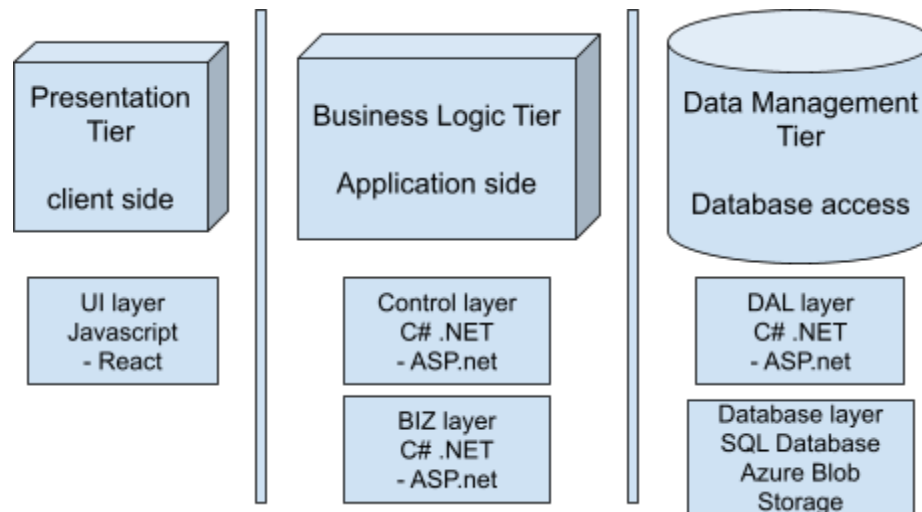 Presentation
Tier
client side
Business Logic Tier
Application side
Data Management
Tier
Database access
UI layer
Javascript
- React
Control layer
C# .NET
- ASP.net
DAL layer
C# .NET
- ASP.net
BIZ layer
C# .NET
- ASP.net
Database layer
SQL Database
Azure Blob
Storage